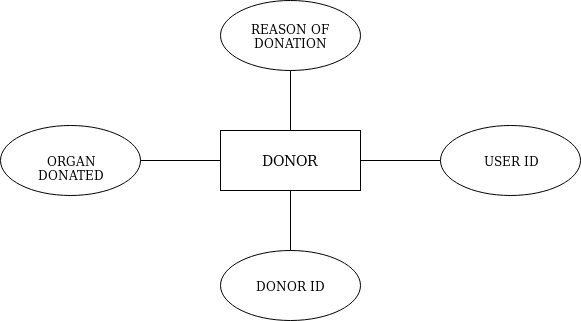 REASON OF
DONATION
ORGAN
DONATED
DONOR
USER ID
DONOR ID